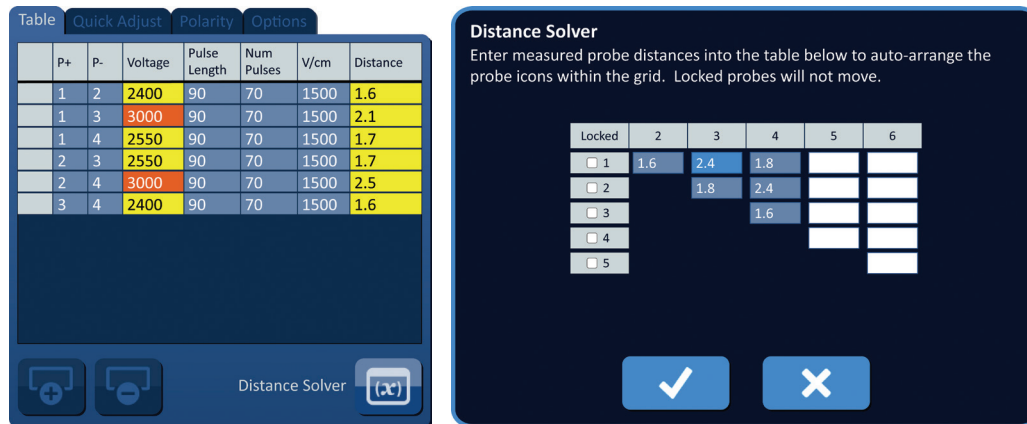 Table Quick Adjust Polarity Options
P+ P- Voltage Pulse Length Num Pulses V/cm Distance
1 2 2400 90 70 1500 1.6
1 3 3000 90 70 1500 2.1
1 4 2550 90 70 1500 1.7
2 3 2550 90 70 1500 1.7
2 4 3000 90 70 1500 2.5
3 4 2400 90 70 1500 1.6
Distance Solver (x)
Distance Solver
Enter measured probe distances into the table below to auto-arrange the
probe icons within the grid. Locked probes will not move.
Locked 2 3 4 5 6
1 1.6 2.4 1.8
2 1.8 2.4
3 1.6
4
5